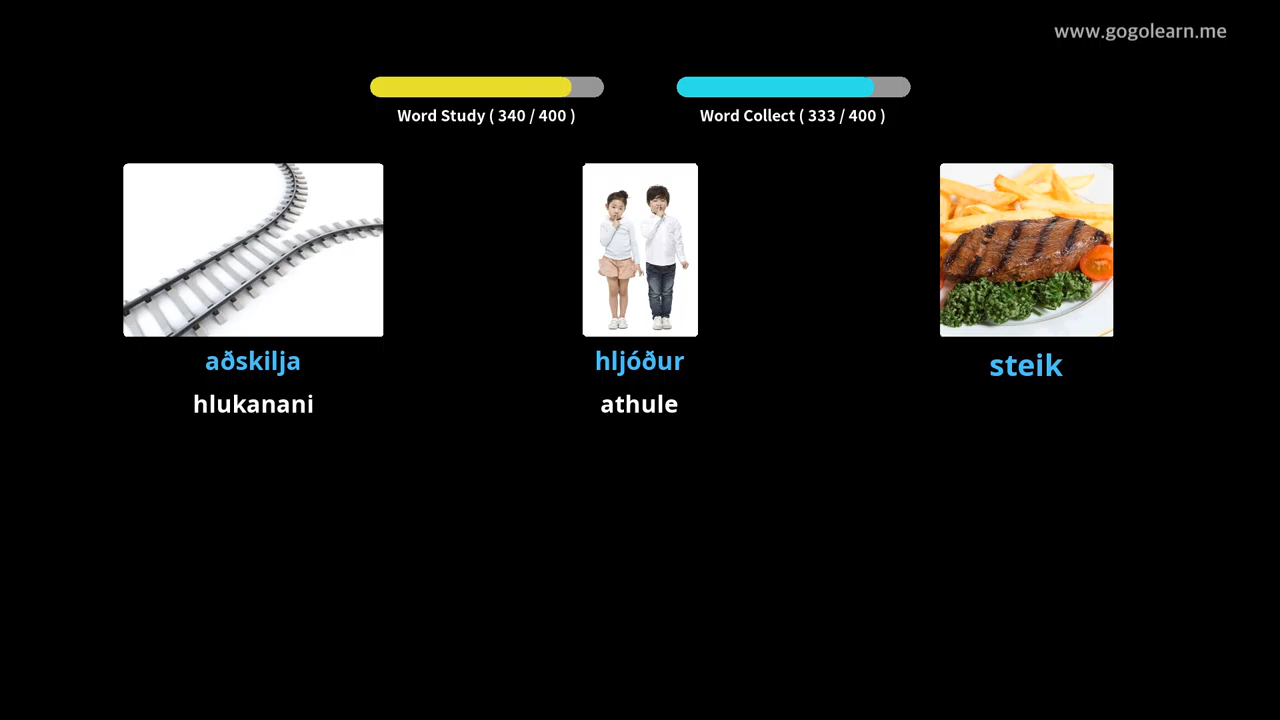 www.gogolearn.me
Word Study ( 340 / 400 )
Word Collect ( 333 / 400 )
aðskilja
hlukanani
hljóður
athule
steik